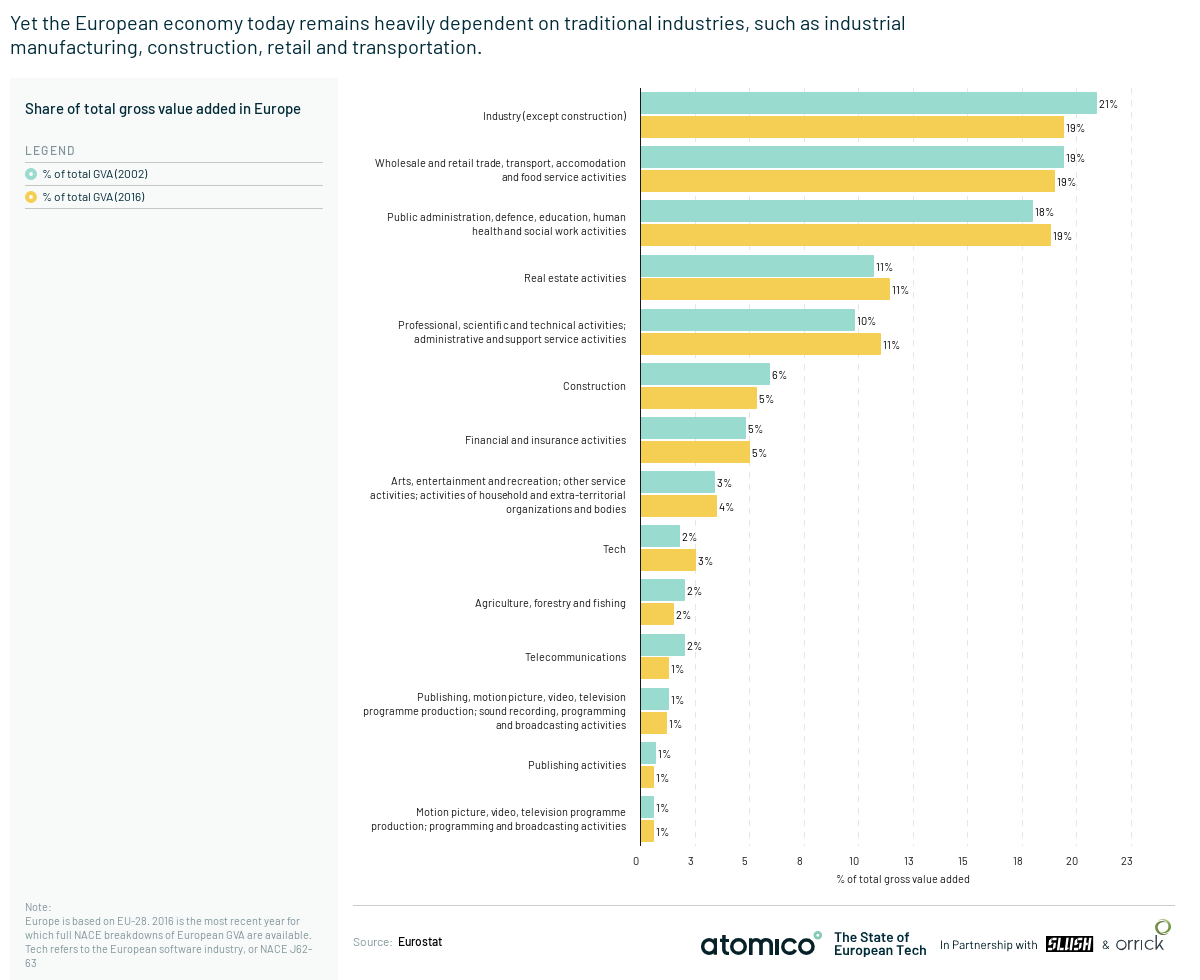 Yet the European economy today remains heavily dependent on traditional industries, such as industrial
manufacturing, construction, retail and transportation.
Share of total gross value added in Europe
LEGEND
% of total GVA (2002)
% of total GVA (2016)
Industry (except construction)
21%
19%
Wholesale and retail trade, transport, accomodation
and food service activities
19%
19%
Public administration, defence, education, human
health and social work activities
18%
19%
Real estate activities
11%
11%
Professional, scientific and technical activities;
administrative and support service activities
10%
11%
Construction
6%
5%
Financial and insurance activities
5%
5%
Arts, entertainment and recreation; other service
activities; activities of household and extra-territorial
organizations and bodies
3%
4%
Tech
2%
3%
Agriculture, forestry and fishing
2%
2%
Telecommunications
2%
1%
Publishing, motion picture, video, television
programme production; sound recording, programming
and broadcasting activities
1%
1%
Publishing activities
1%
1%
Motion picture, video, television programme
production; programming and broadcasting activities
1%
1%
0 3 5 8 10 13 15 18 20 23
% of total gross value added
Note:
Europe is based on EU-28. 2016 is the most recent year for
which full NACE breakdowns of European GVA are available.
Tech refers to the European software industry, or NACE J62-
63
Source: Eurostat
atomico
The State of
European Tech
In Partnership with SLUSH & orrick